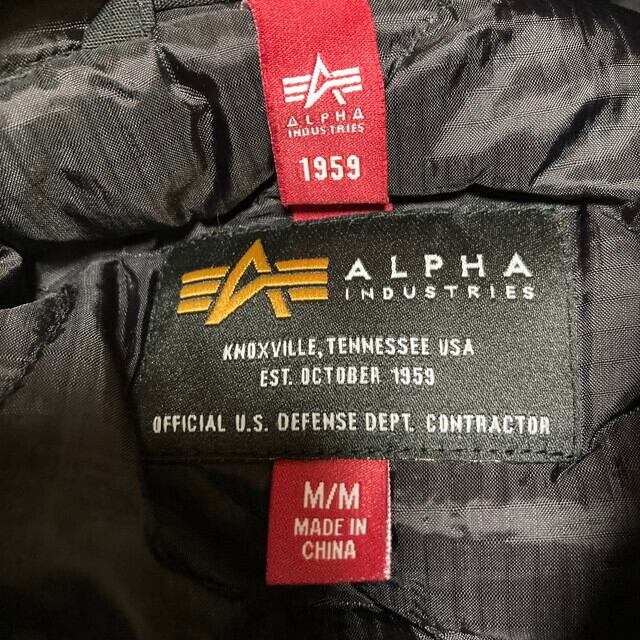 ALPHA
INDUSTRIES
1959
ALPHA
INDUSTRIES
KNOXVILLE, TENNESSEE USA
EST. OCTOBER 1959
OFFICIAL U.S. DEFENSE DEPT. CONTRACTOR
M/M
MADE IN
CHINA